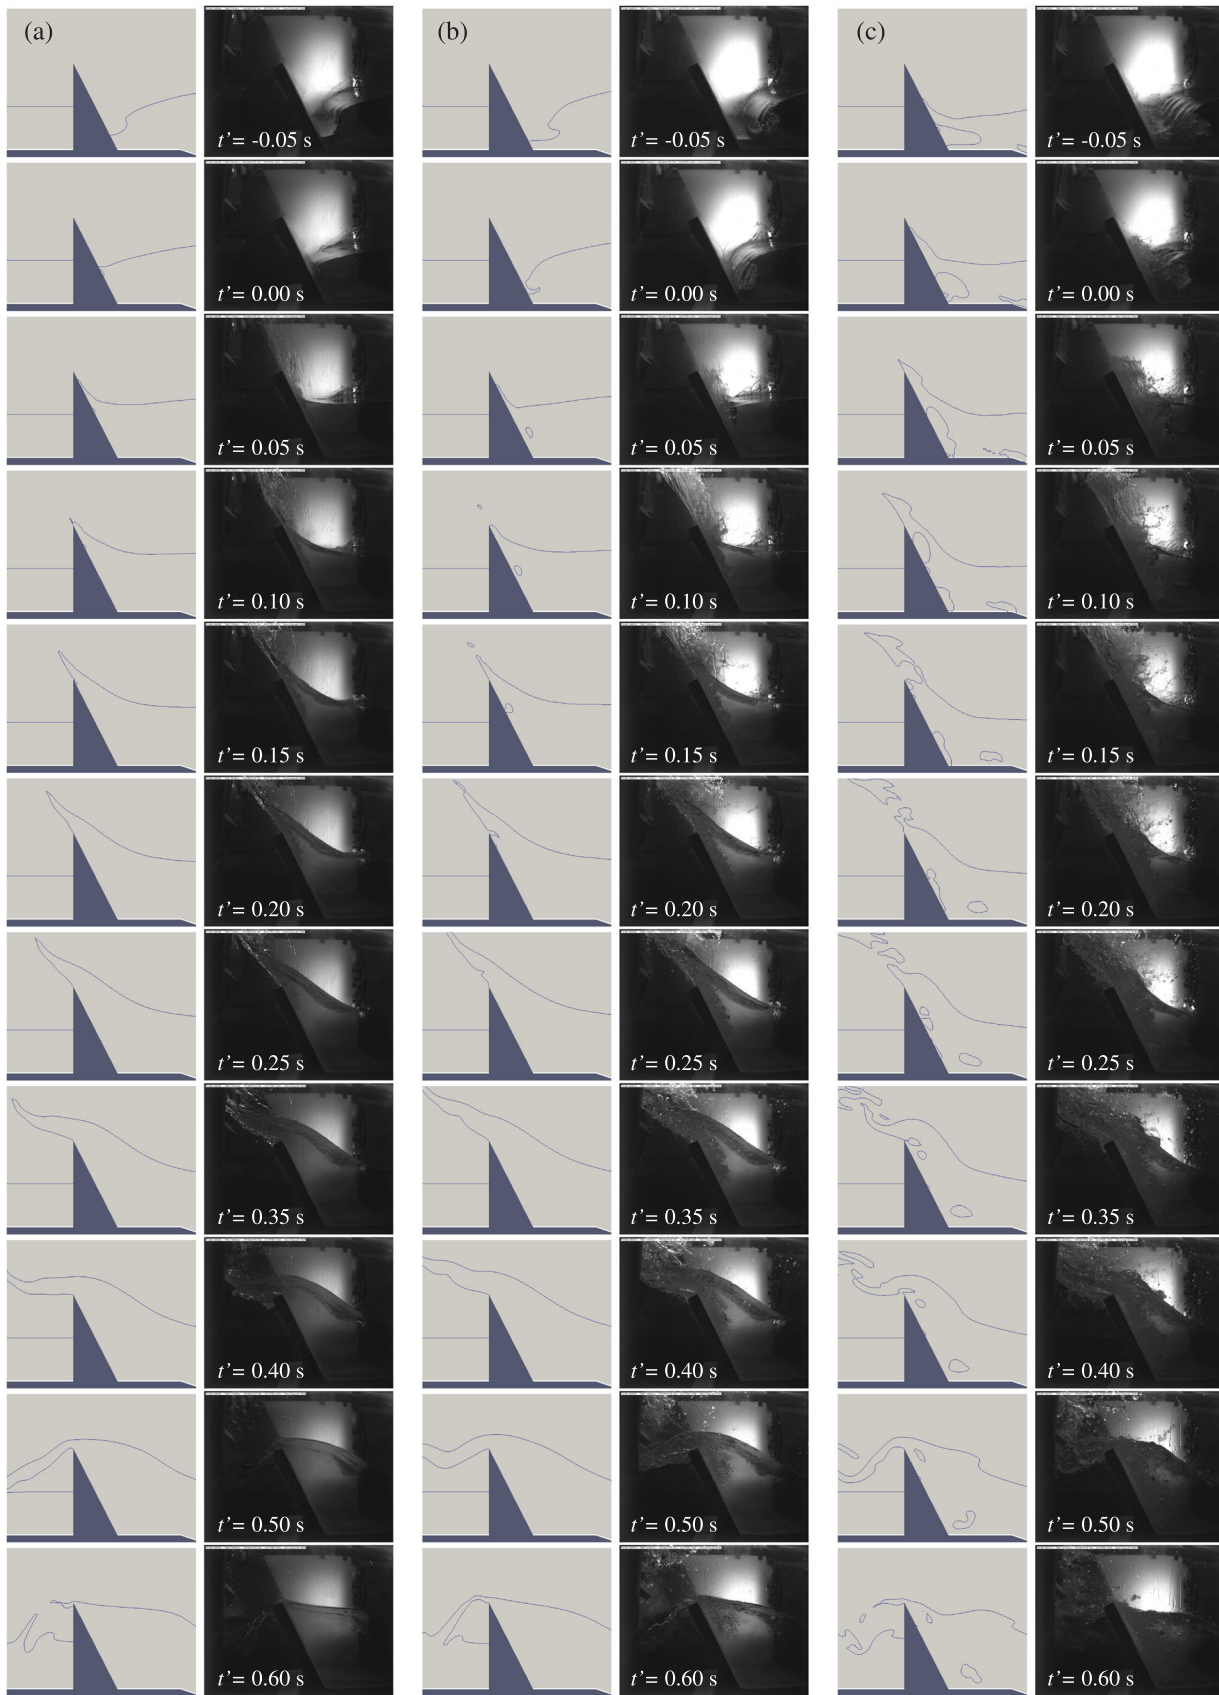 (a) (b) (c)
t’= -0.05 s t’= -0.05 s t’= -0.05 s
t’= 0.00 s t’= 0.00 s t’= 0.00 s
t’= 0.05 s t’= 0.05 s t’= 0.05 s
t’= 0.10 s t’= 0.10 s t’= 0.10 s
t’= 0.15 s t’= 0.15 s t’= 0.15 s
t’= 0.20 s t’= 0.20 s t’= 0.20 s
t’= 0.25 s t’= 0.25 s t’= 0.25 s
t’= 0.35 s t’= 0.35 s t’= 0.35 s
t’= 0.40 s t’= 0.40 s t’= 0.40 s
t’= 0.50 s t’= 0.50 s t’= 0.50 s
t’= 0.60 s t’= 0.60 s t’= 0.60 s